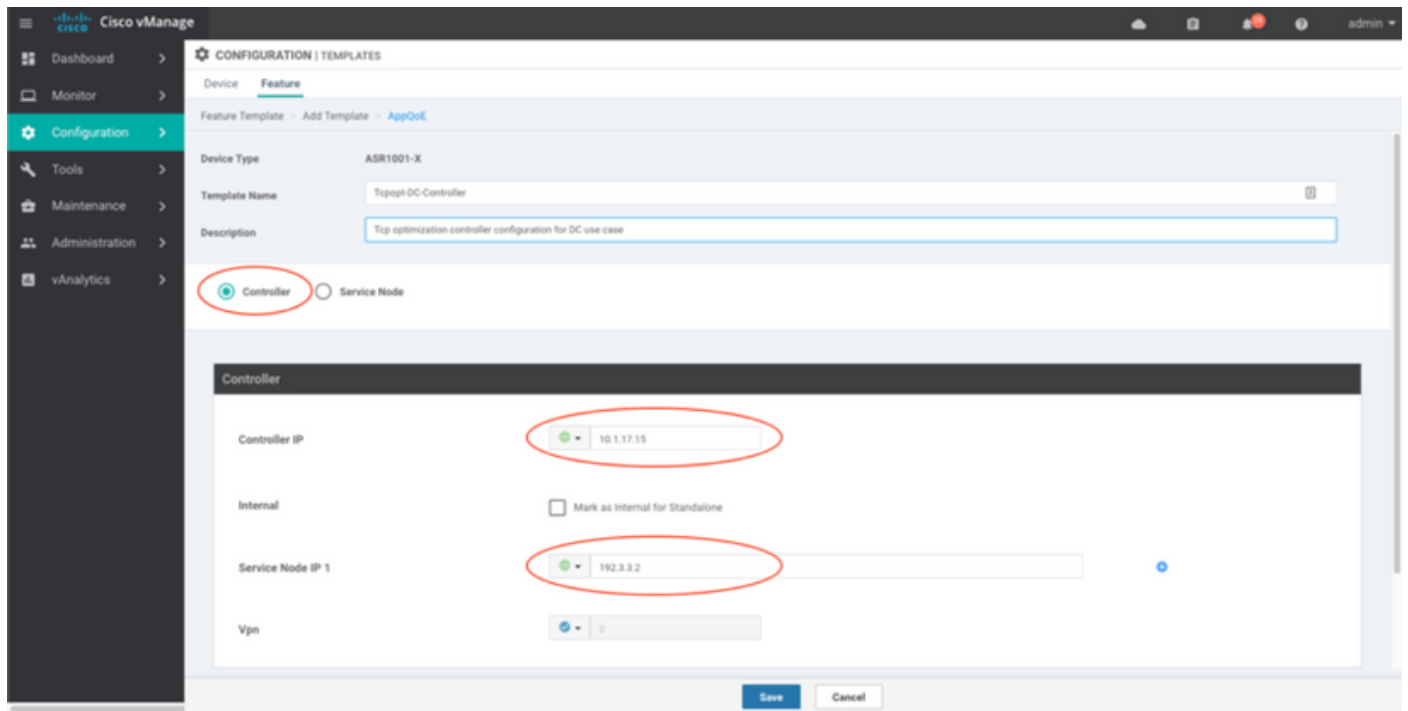 cisco Cisco vManage
admin
Dashboard
Monitor
Configuration
Tools
Maintenance
Administration
vAnalytics
CONFIGURATION | TEMPLATES
Device Feature
Feature Template > Add Template > AppQoE
Device Type ASR1001-X
Template Name Tcpopt-DC-Controller
Description Tcp optimization controller configuration for DC use case
Controller Service Node
Controller
Controller IP 10.1.17.15
Internal Mark as Internal for Standalone
Service Node IP 1 192.3.3.2
Vpn 0
Save Cancel